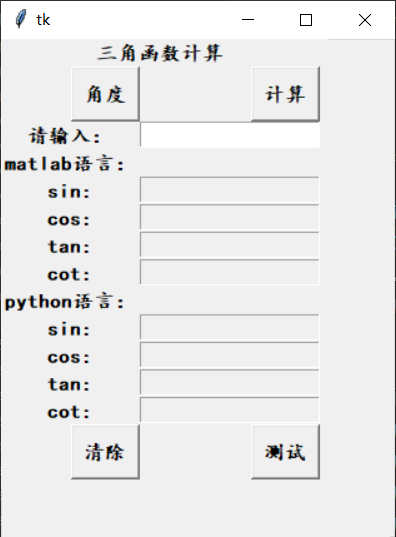 tk
三角函数计算
角度 计算
请输入:
matlab语言:
sin:
cos:
tan:
cot:
python语言:
sin:
cos:
tan:
cot:
清除 测试